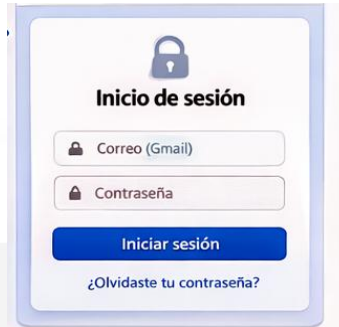 Inicio de sesión
Correo (Gmail)
Contraseña
Iniciar sesión
¿Olvidaste tu contraseña?